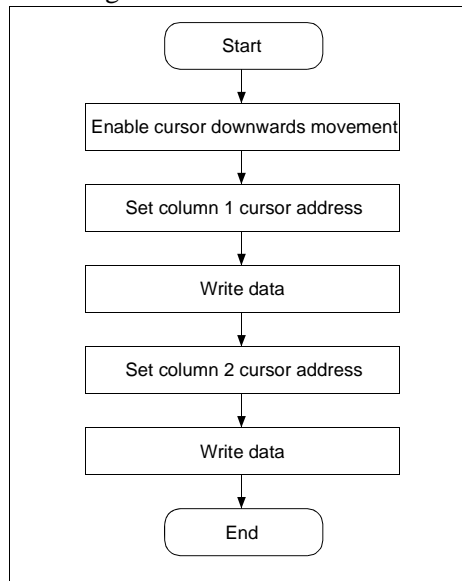 Start
Enable cursor downwards movement
Set column 1 cursor address
Write data
Set column 2 cursor address
Write data
End